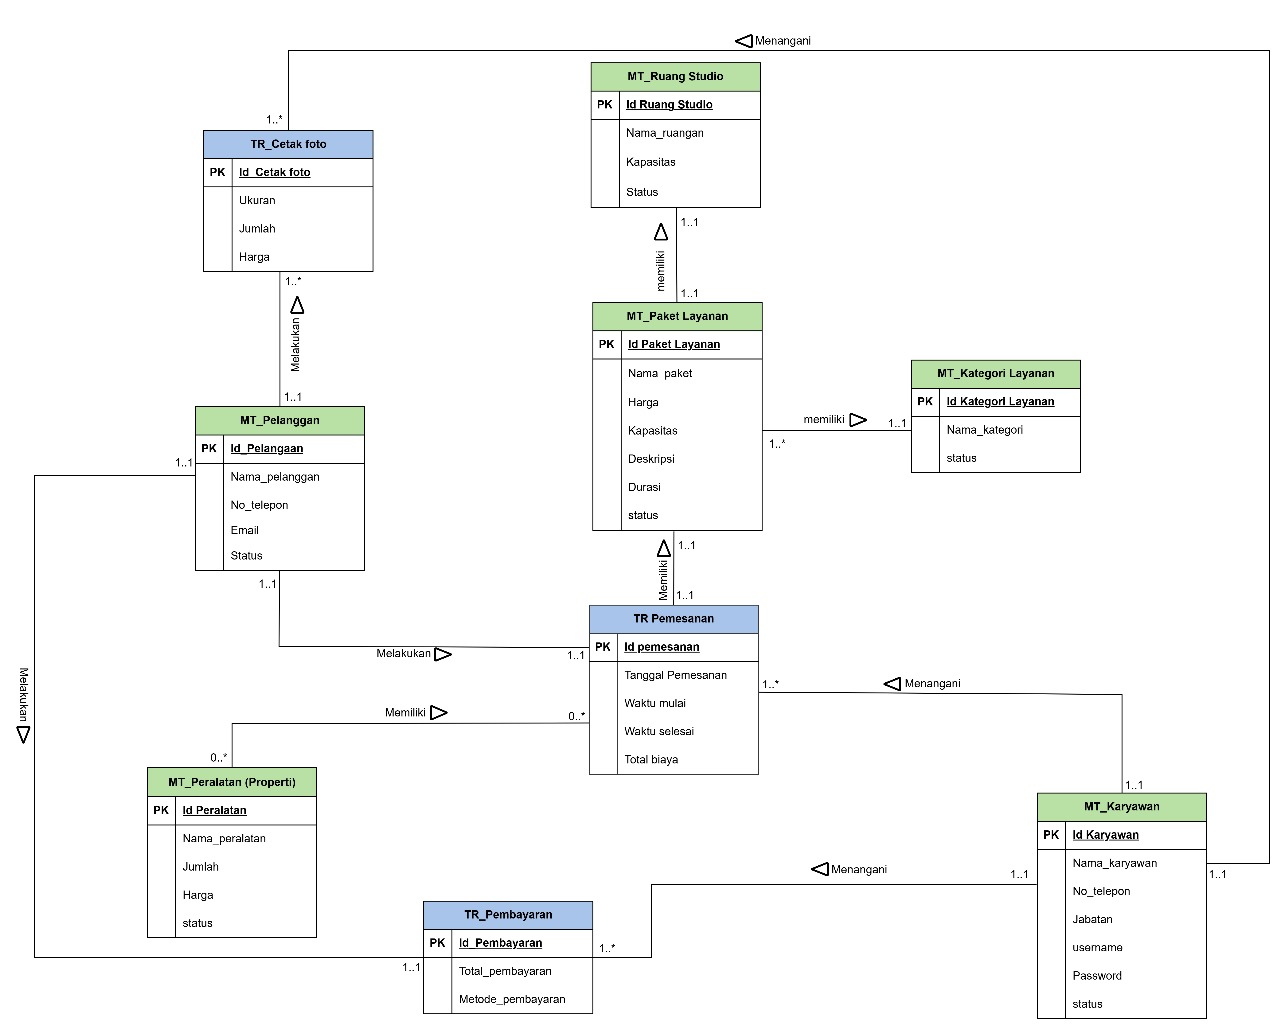 Menangani
MT_Ruang Studio
PK Id Ruang Studio
Nama_ruangan
Kapasitas
Status
1..*
TR_Cetak foto
PK Id_Cetak foto
Ukuran
Jumlah
Harga
1..1
memiliki
1..1
1..*
Melakukan
1..1
MT_Paket Layanan
PK Id Paket Layanan
Nama paket
Harga
Kapasitas
Deskripsi
Durasi
status
memiliki
1..*
1..1
MT_Kategori Layanan
PK Id Kategori Layanan
Nama_kategori
status
MT_Pelanggan
PK Id_Pelangaan
Nama_pelanggan
No_telepon
Email
Status
1..1
1..1
1..1
Memiliki
1..1
TR Pemesanan
PK Id pemesanan
Tanggal Pemesanan
Waktu mulai
Waktu selesai
Total biaya
Melakukan
1..1
Melakukan
Memiliki
0..*
0..*
1..*
Menangani
1..1
MT_Peralatan (Properti)
PK Id Peralatan
Nama_peralatan
Jumlah
Harga
status
MT_Karyawan
PK Id Karyawan
Nama_karyawan
No_telepon
Jabatan
username
Password
status
1..1
Menangani
1..1
TR_Pembayaran
PK Id_Pembayaran
Total_pembayaran
Metode_pembayaran
1..1
1..*